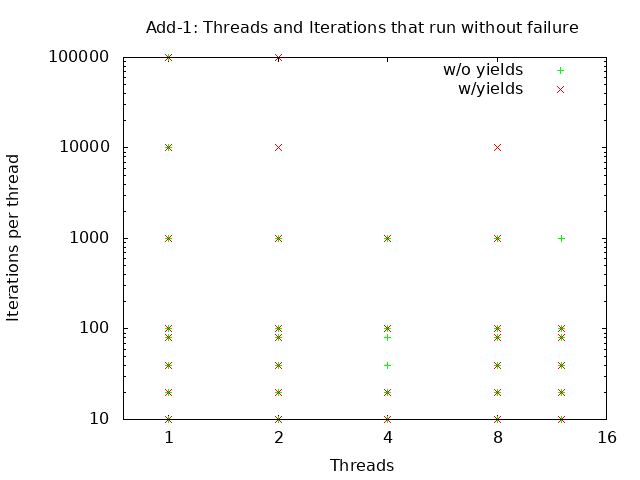 Add-1: Threads and Iterations that run without failure
100000
10000
1000
100
10
Iterations per thread
w/o yields
w/yields
1 2 4 8 16
Threads